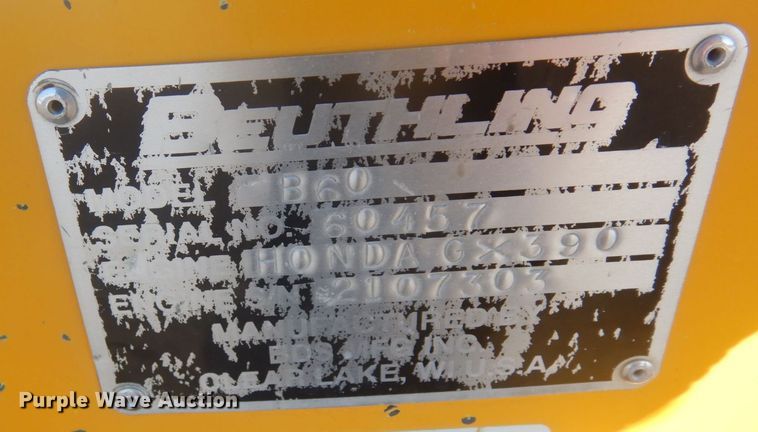 BEUTHLING
MODEL B60
SERIAL NO. 60457
ENGINE HONDA GX390
ENGINE S/N 2107303
MANUFACTURED BY
MFG INC.
CLEAR LAKE, WI. U.S.A.
Purple Wave Auction